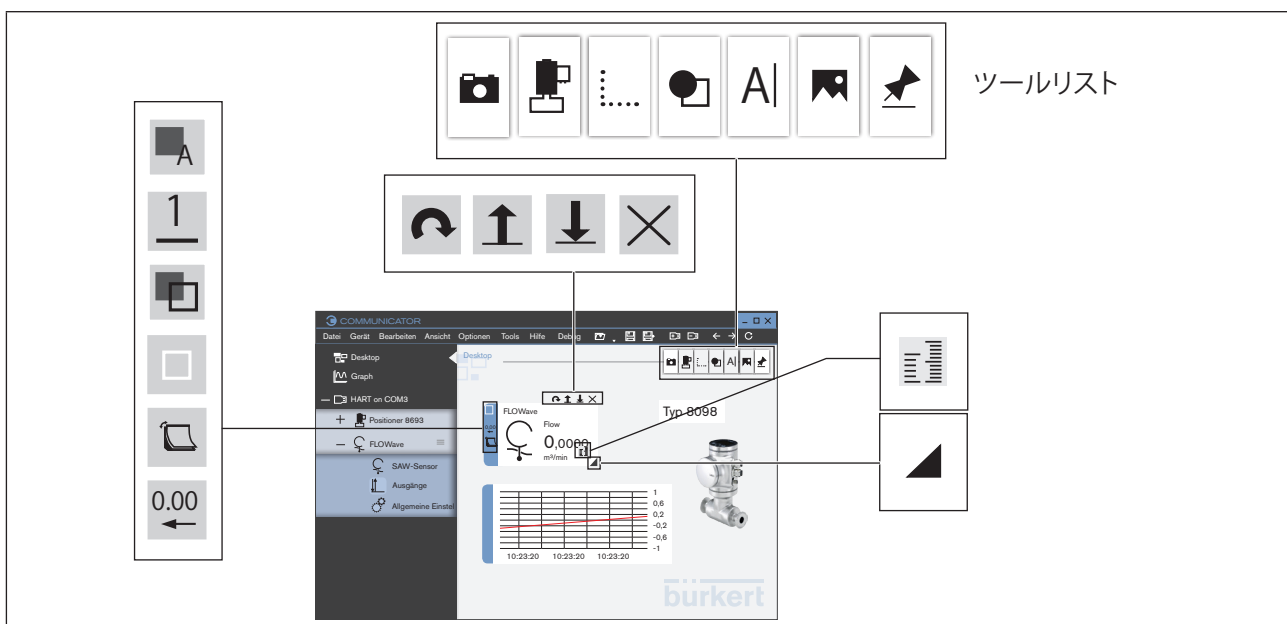 ツールリスト
A|
A
1
0.00
COMMUNICATOR
Datei Gerät Bearbeiten Ansicht Optionen Tools Hilfe Debug
Desktop
Graph
HART on COM3
Positioner 8693
FLOWave
SAW-Sensor
Ausgänge
Allgemeine Einstel
Desktop
A|
FLOWave
0,00
Flow
0,0000
m³/min
Typ 8098
1
0,6
0,2
-0,2
-0,6
-1
10:23:20 10:23:20 10:23:20
bürkert